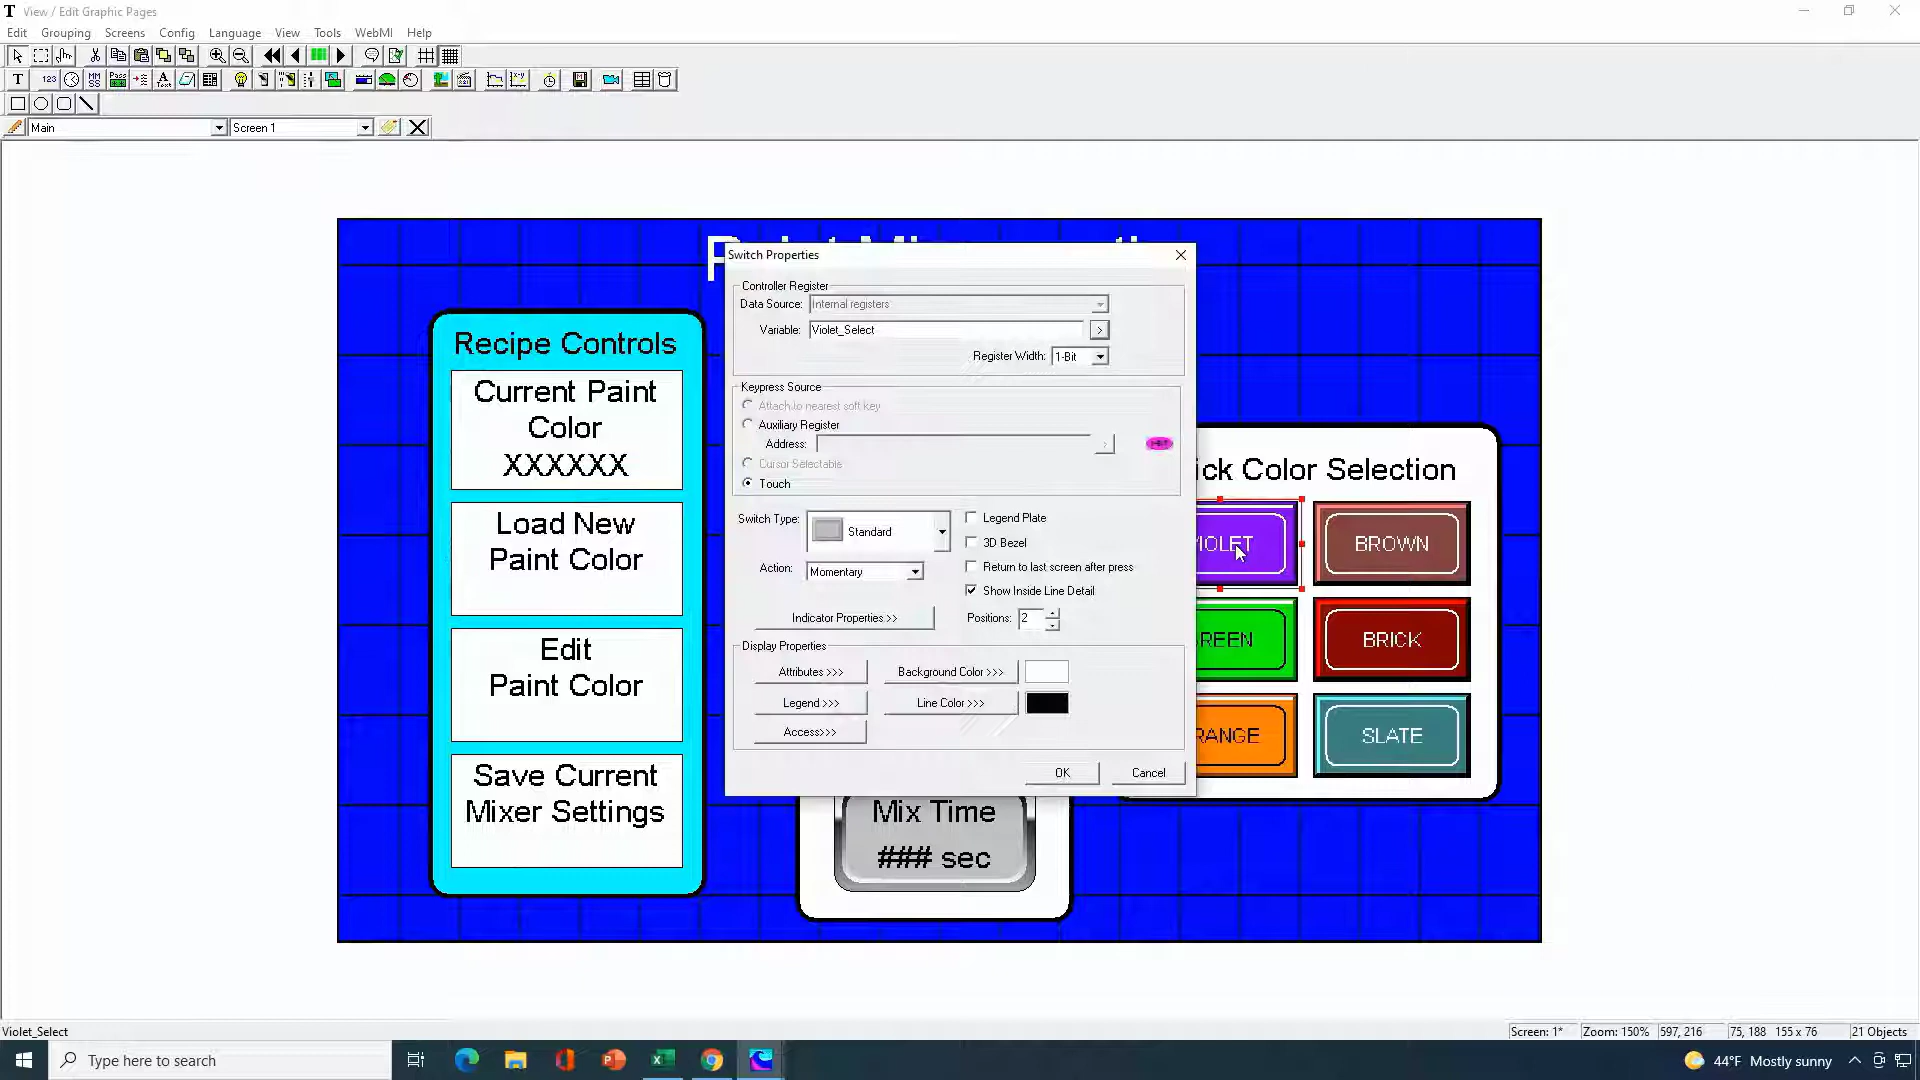 T View / Edit Graphic Pages
Edit Grouping Screens Config Language View Tools WebMI Help
Main Screen 1
Switch Properties
Controller Register
Data Source: Internal registers
Variable: Violet_Select >
Register Width: 1-Bit
Keypress Source
Attach to nearest soft key
Auxiliary Register
Address: >
Cursor Selectable
Touch
Switch Type: Standard
Legend Plate
3D Bezel
Action: Momentary
Return to last screen after press
Show Inside Line Detail
Indicator Properties >>
Positions: 2
Display Properties
Attributes >>> Background Color >>>
Legend >>> Line Color >>>
Access>>>
OK Cancel
Recipe Controls
Current Paint
Color
XXXXXX
Load New
Paint Color
Edit
Paint Color
Save Current
Mixer Settings
Mix Time
### sec
ick Color Selection
IOLET BROWN
REEN BRICK
RANGE SLATE
Violet_Select Screen: 1* Zoom: 150% 597, 216 75, 188 155 x 76 21 Objects
Type here to search 44°F Mostly sunny